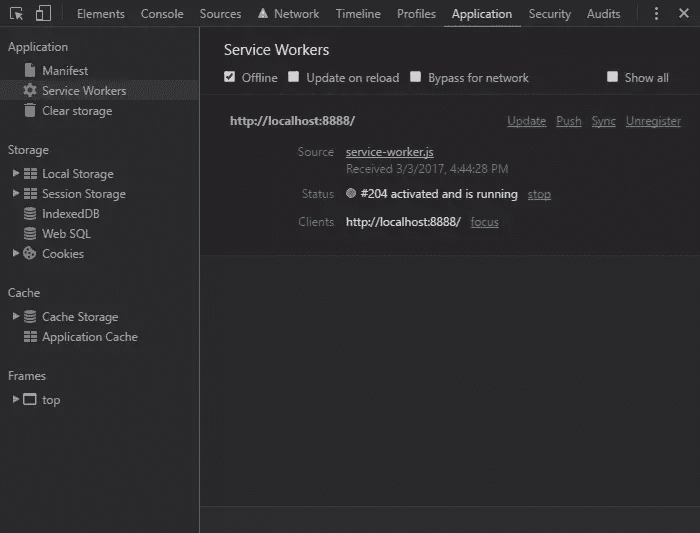 Elements Console Sources Network Timeline Profiles Application Security Audits
Application
Manifest
Service Workers
Clear storage
Storage
Local Storage
Session Storage
IndexedDB
Web SQL
Cookies
Cache
Cache Storage
Application Cache
Frames
top
Service Workers
Offline Update on reload Bypass for network Show all
http://localhost:8888/ Update Push Sync Unregister
Source service-worker.js
Received 3/3/2017, 4:44:28 PM
Status #204 activated and is running stop
Clients http://localhost:8888/ focus